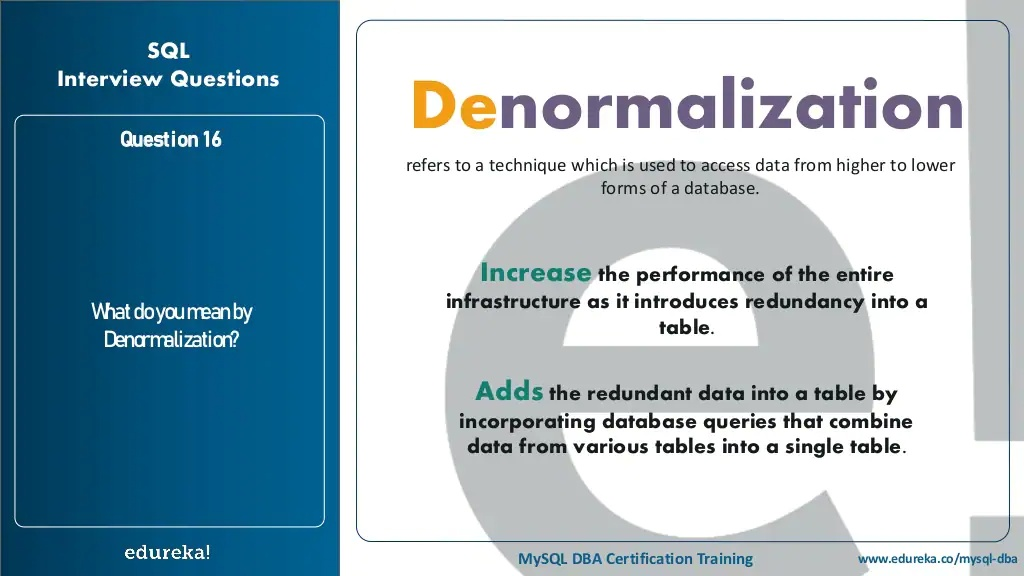 SQL
Interview Questions
Question 16
What do you mean by
Denormalization?
edureka!
Denormalization
refers to a technique which is used to access data from higher to lower
forms of a database.
Increase the performance of the entire
infrastructure as it introduces redundancy into a
table.
Adds the redundant data into a table by
incorporating database queries that combine
data from various tables into a single table.
MySQL DBA Certification Training
www.edureka.co/mysql-dba